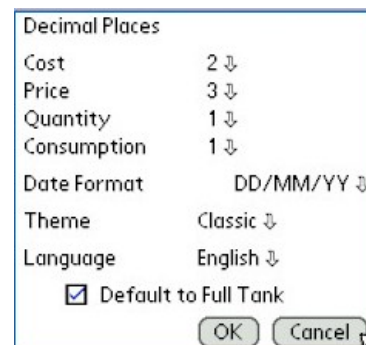 Decimal Places
Cost 2
Price 3
Quantity 1
Consumption 1
Date Format DD/MM/YY
Theme Classic
Language English
Default to Full Tank
OK Cancel